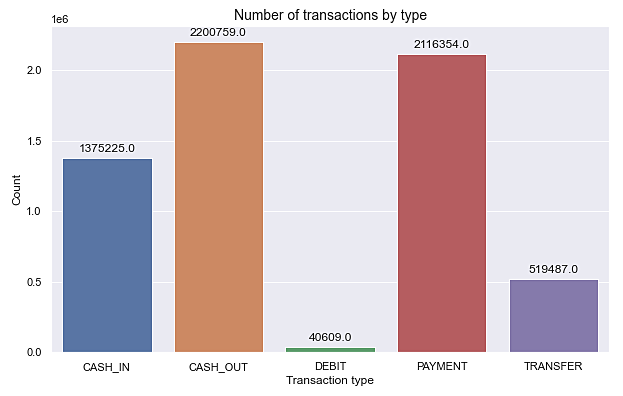 Number of transactions by type
1e6
2200759.0
2116354.0
2.0
1.5
1375225.0
Count
1.0
0.5
519487.0
40609.0
0.0
CASH_IN CASH_OUT DEBIT PAYMENT TRANSFER
Transaction type